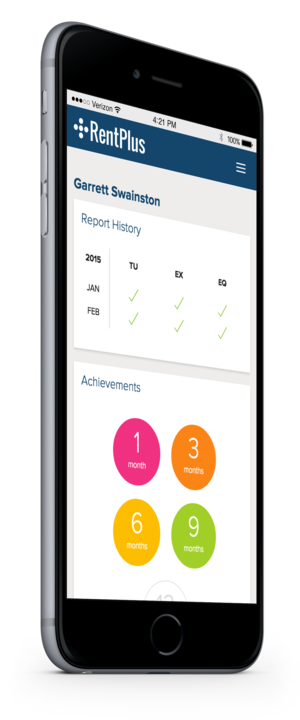 Verizon 4:21 PM 100%
RentPlus
Garrett Swainston
Report History
2015 TU EX EQ
JAN
FEB
Achievements
1 month
3 months
6 months
9 months